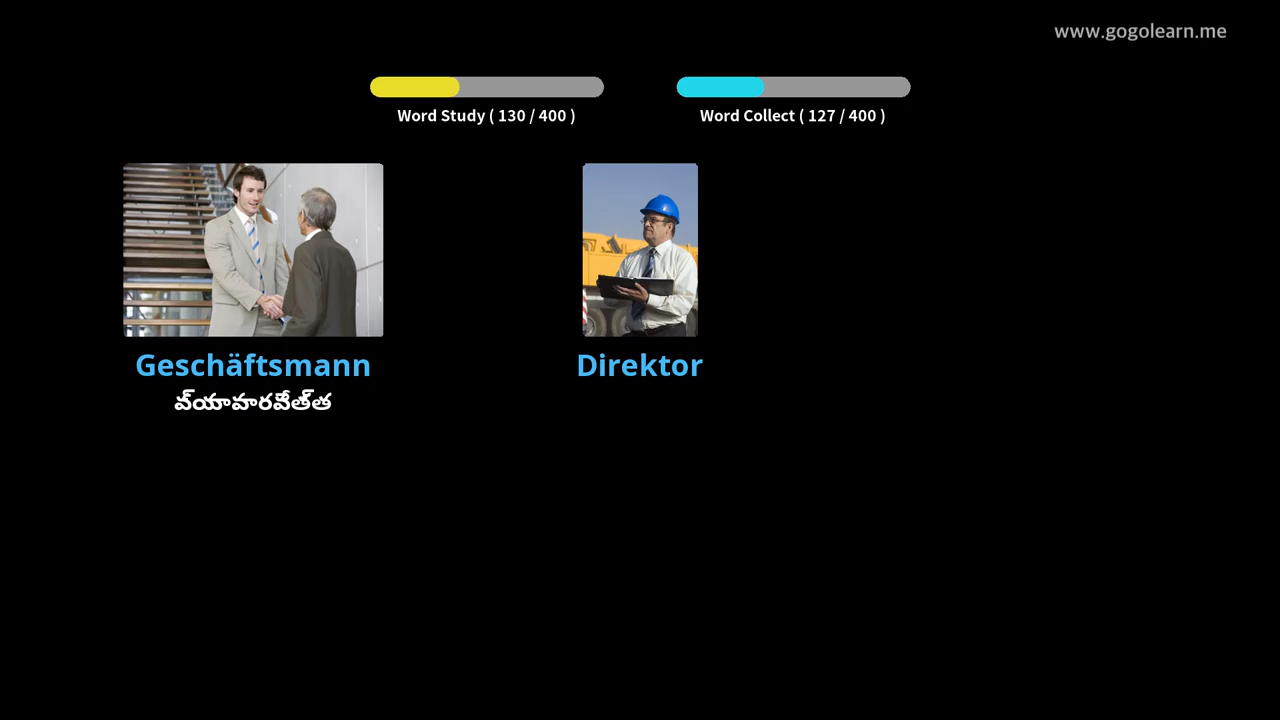 www.gogolearn.me
Word Study ( 130 / 400 )
Word Collect ( 127 / 400 )
Geschäftsmann
Direktor
వ్యాపారవేత్త